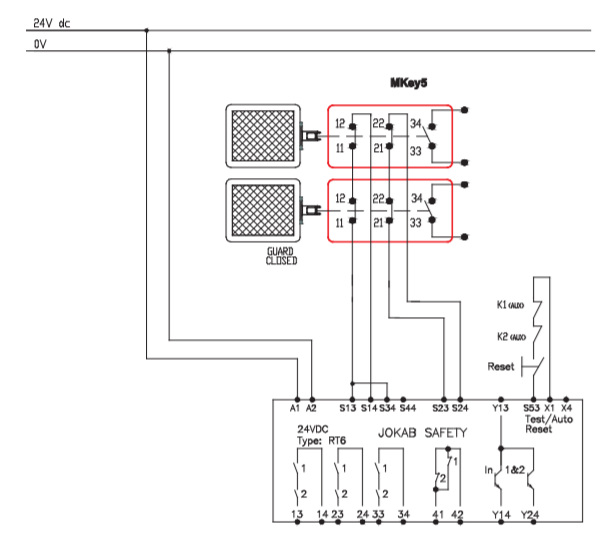 24V dc
0V
MKey5
12 22 34
11 21 33
12 22 34
11 21 33
GUARD
CLOSED
K1 (AUX)
K2 (AUX)
Reset
A1 A2 S13 S14 S34 S44 S23 S24 Y13 S53 X1 X4
Test/Auto
Reset
24VDC
Type: RT6
JOKAB SAFETY
1 1 1 2 1 In 1&2
2 2 2
13 14 23 24 33 34 41 42 Y14 Y24